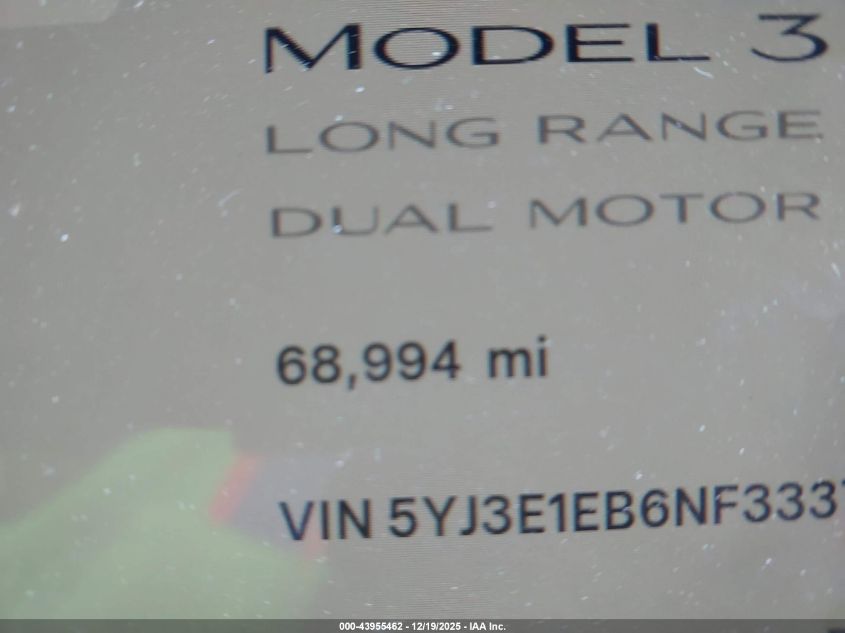 MODEL 3
LONG RANGE
DUAL MOTOR
68,994 mi
VIN 5YJ3E1EB6NF333
000-43955462 - 12/19/2025 - IAA Inc.